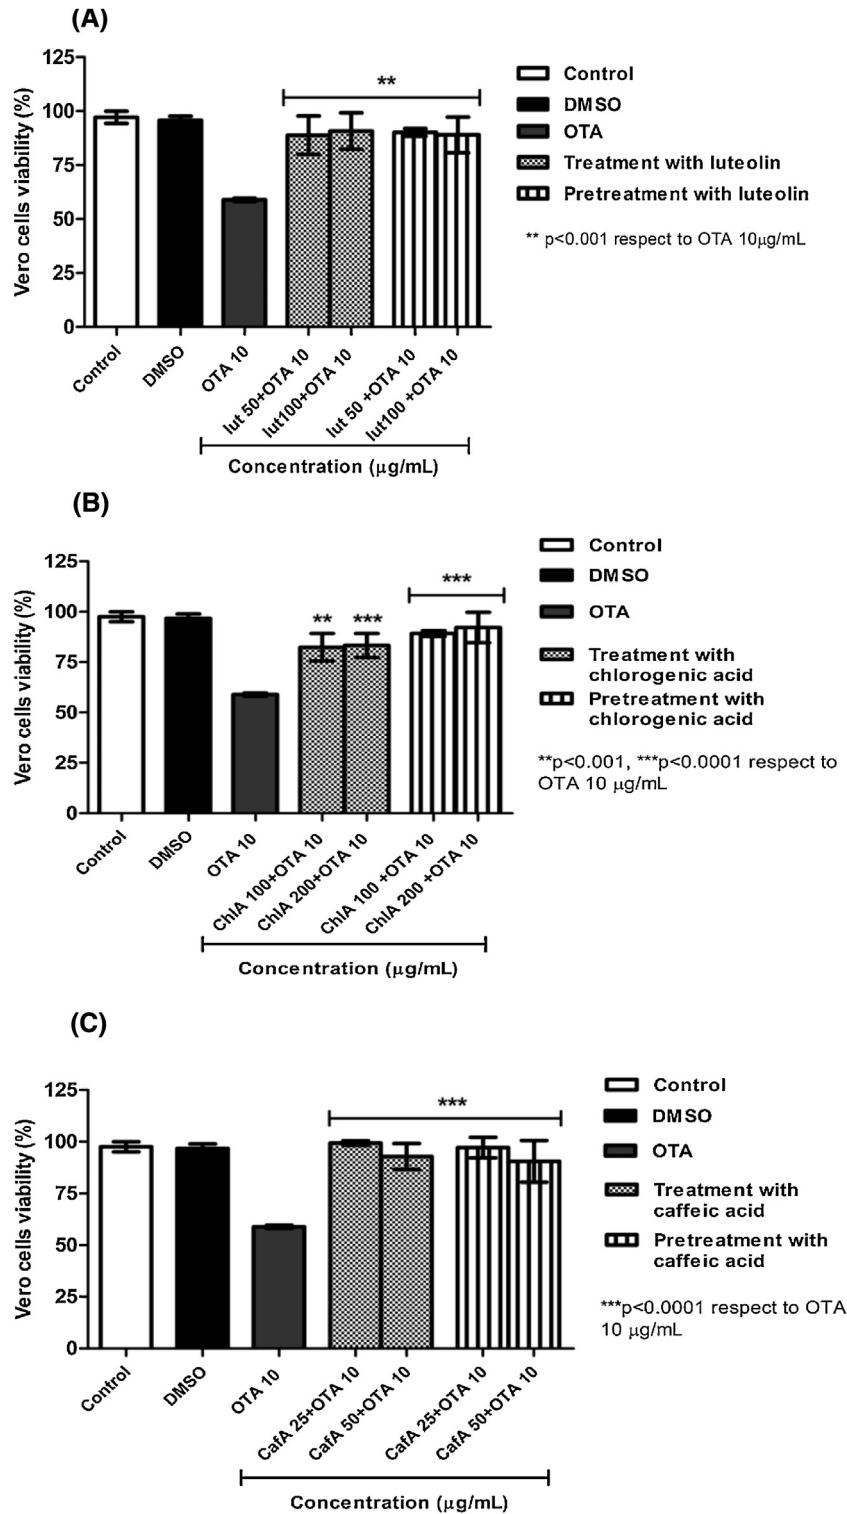 (A)
Vero cells viability (%)
125
100
75
50
25
0
**
Control
DMSO
OTA 10
lut 50+OTA 10
lut100+OTA 10
lut 50 +OTA 10
lut100 +OTA 10
Concentration (µg/mL)
Control
DMSO
OTA
Treatment with luteolin
Pretreatment with luteolin
** p<0.001 respect to OTA 10µg/mL
(B)
Vero cells viability (%)
125
100
75
50
25
0
**
***
***
Control
DMSO
OTA 10
ChlA 100+OTA 10
ChlA 200+OTA 10
ChlA 100 +OTA 10
ChlA 200 +OTA 10
Concentration (µg/mL)
Control
DMSO
OTA
Treatment with
chlorogenic acid
Pretreatment with
chlorogenic acid
**p<0.001, ***p<0.0001 respect to
OTA 10 µg/mL
(C)
Vero cells viability (%)
125
100
75
50
25
0
***
Control
DMSO
OTA 10
CafA 25+OTA 10
CafA 50+OTA 10
CafA 25+OTA 10
CafA 50+OTA 10
Concentration (µg/mL)
Control
DMSO
OTA
Treatment with
caffeic acid
Pretreatment with
caffeic acid
***p<0.0001 respect to OTA
10 µg/mL